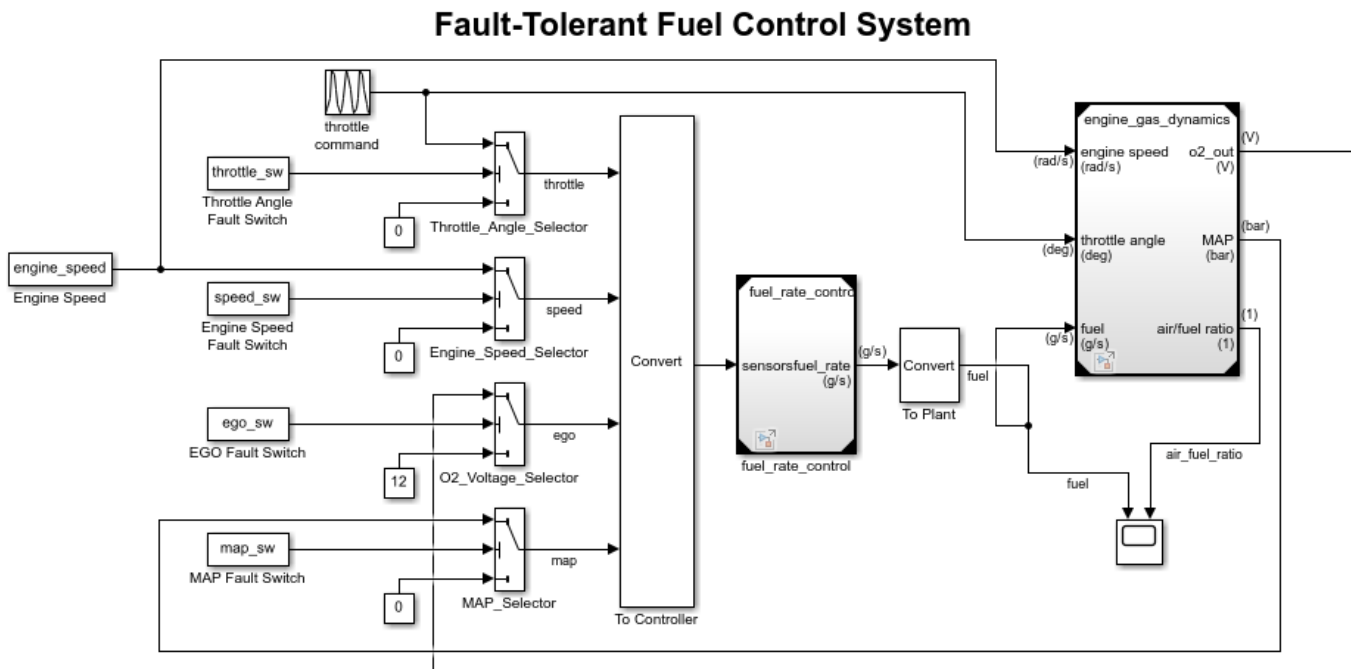 Fault-Tolerant Fuel Control System
throttle
command
throttle_sw
Throttle Angle
Fault Switch
0
Throttle_Angle_Selector
throttle
engine_speed
Engine Speed
speed_sw
Engine Speed
Fault Switch
0
Engine_Speed_Selector
speed
ego_sw
EGO Fault Switch
12
O2_Voltage_Selector
ego
map_sw
MAP Fault Switch
0
MAP_Selector
map
Convert
To Controller
fuel_rate_contro
sensors
fuel_rate
(g/s)
fuel_rate_control
(g/s)
Convert
To Plant
fuel
fuel
engine_gas_dynamics
(rad/s)
engine speed
(rad/s)
o2_out
(V)
(V)
(deg)
throttle angle
(deg)
MAP
(bar)
(bar)
(g/s)
fuel
(g/s)
air/fuel ratio
(1)
(1)
air_fuel_ratio